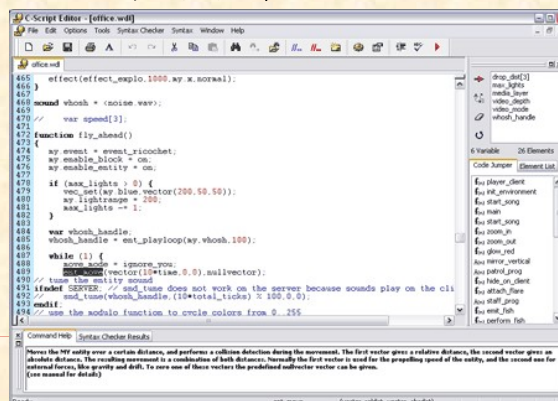 C-Script Editor - [office.wdl]
File Edit Options Tools Syntax Checker Syntax Window Help
office.wdl
465 effect(effect_explo,1000,my.x,normal);
466 }
467
468 sound whosh = <noise.wav>;
469
470 // var speed[3];
471
472 function fly_ahead()
473 {
474 my.event = event_ricochet;
475 my.enable_block = on;
476 my.enable_entity = on;
477
478 if (max_lights > 0) {
479 vec_set(my.blue,vector(200,50,50));
480 my.lightrange = 200;
481 max_lights -= 1;
482 }
483
484 var whosh_handle;
485 whosh_handle = ent_playloop(my,whosh,100);
486
487 while (1) {
488 move_mode = ignore_you;
489 ent_move(vector(10*time,0,0),nullvector);
490 // tune the entity sound
491 ifndef SERVER; // snd_tune does not work on the server because sounds play on the cli
492 // snd_tune(whosh_handle,(10*total_ticks) % 100,0,0);
493 endif;
494 // use the modulo function to cycle colors from 0..255
drop_dist[3]
max_lights
media_layer
video_depth
video_mode
whosh_handle
6 Variable 26 Elements
Code Jumper Element List
player_client
init_environment
start_song
main
start_song
zoom_in
zoom_out
glow_red
mirror_vertical
patrol_prog
hide_on_client
attach_flare
staff_prog
emit_fish
perform_fish
Command Help Syntax Checker Results
Moves the MY entity over a certain distance, and performs a collision detection during the movement. The first vector gives a relative distance, the second vector gives an
absolute distance. The resulting movement is a combination of both distances. Normally the first vector is used for the propelling speed of the entity, and the second one for
external forces, like gravity and drift. To zero one of these vectors the predefined nullvector vector can be given.
(see manual for details)
Ready
ent_move